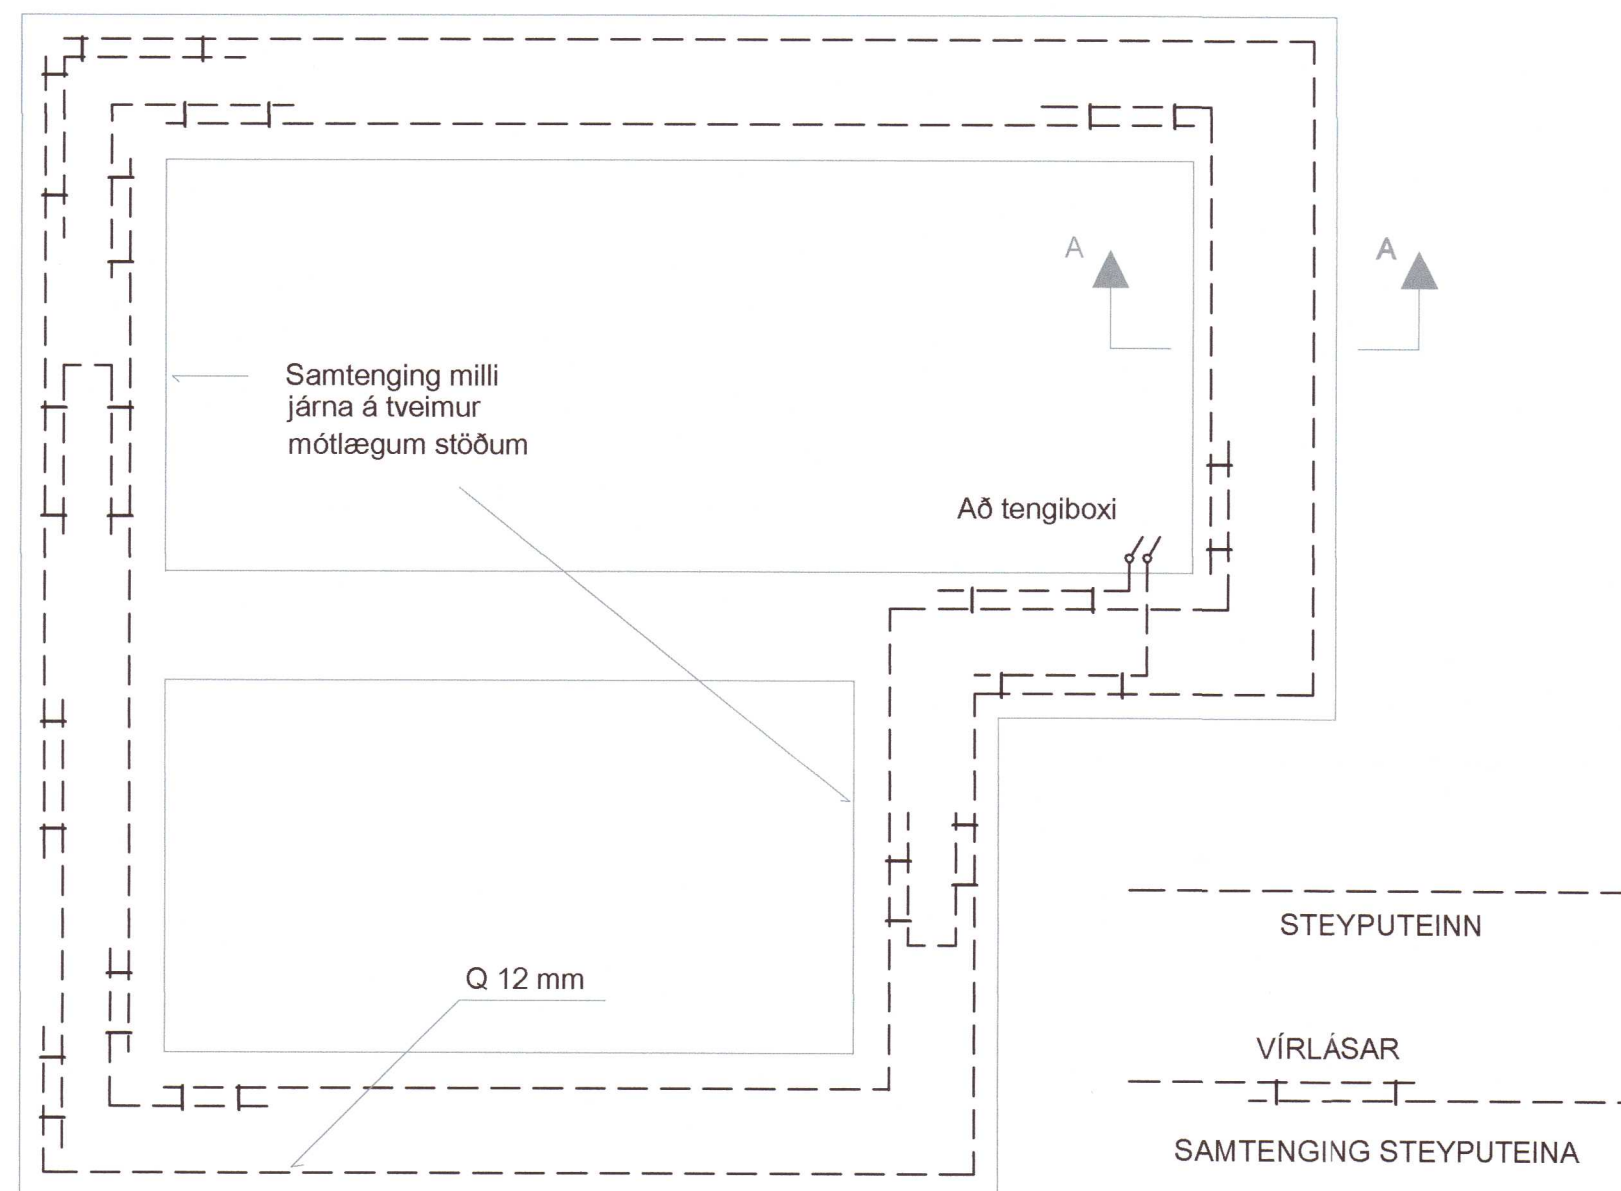 A
A
Samtenging milli
járna á tveimur
mótlægum stöðum
Að tengiboxi
STEYPUTEINN
Q 12 mm
VÍRLÁSAR
SAMTENGING STEYPUTEINA